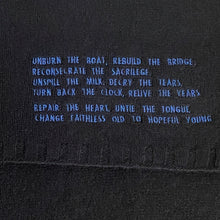 UNBURN THE BOAT, REBUILD THE BRIDGE,
RECONSECRATE THE SACRILEGE,
UNSPILL THE MILK, DECRY THE TEARS,
TURN BACK THE CLOCK, RELIVE THE YEARS
REPAIR THE HEART, UNTIE THE TONGUE,
CHANGE FAITHLESS OLD TO HOPEFUL YOUNG